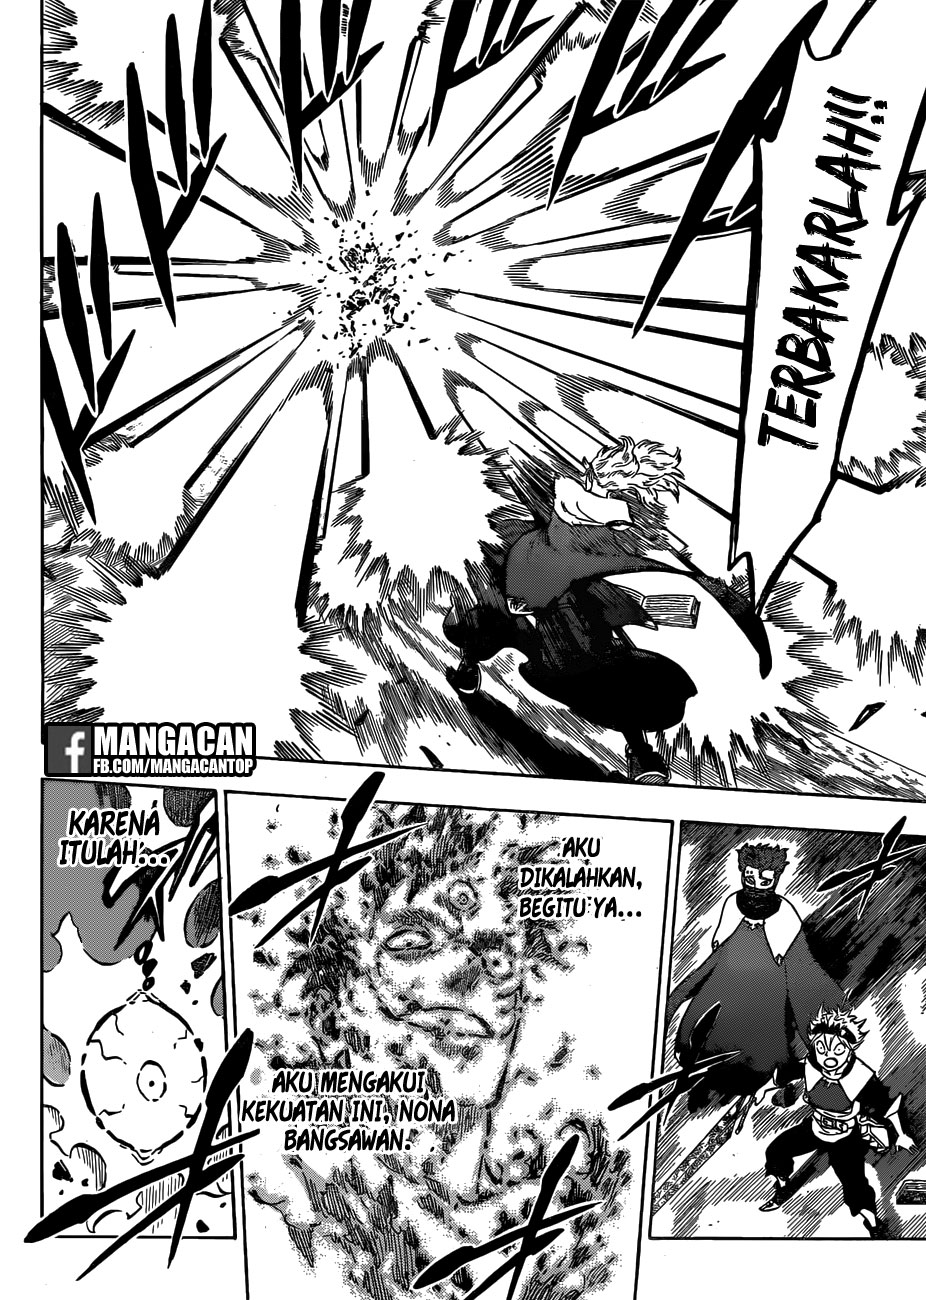 TERBAKARLAH!!
f MANGACAN
FB.COM/MANGACANTOP
AKU
DIKALAHKAN,
BEGITU YA...
AKU MENGAKUI
KEKUATAN INI, NONA
BANGSAWAN.
KARENA
ITULAH...